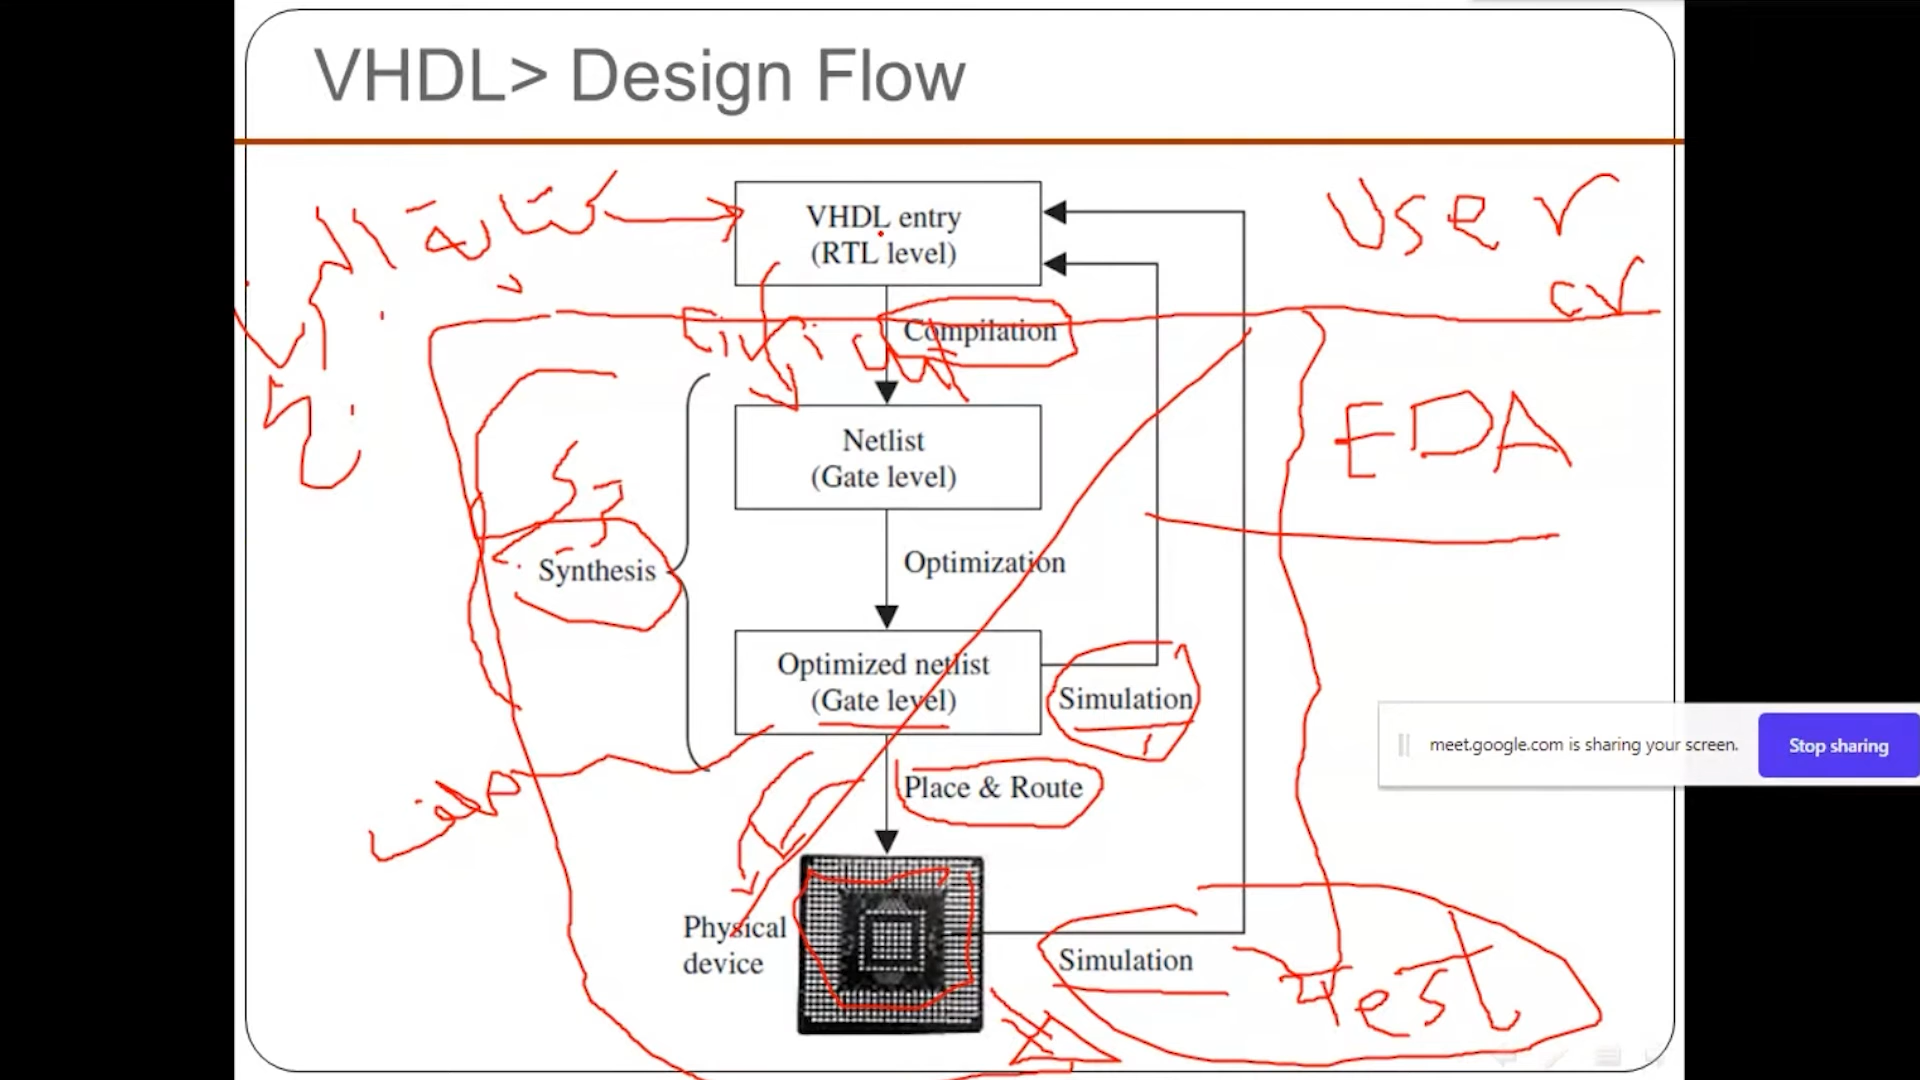 VHDL> Design Flow
VHDL entry
(RTL level)
User
Compilation
Netlist
(Gate level)
EDA
Optimization
Synthesis
Optimized netlist
(Gate level)
Simulation
meet.google.com is sharing your screen.
Stop sharing
Place & Route
Physical
device
Simulation
Test